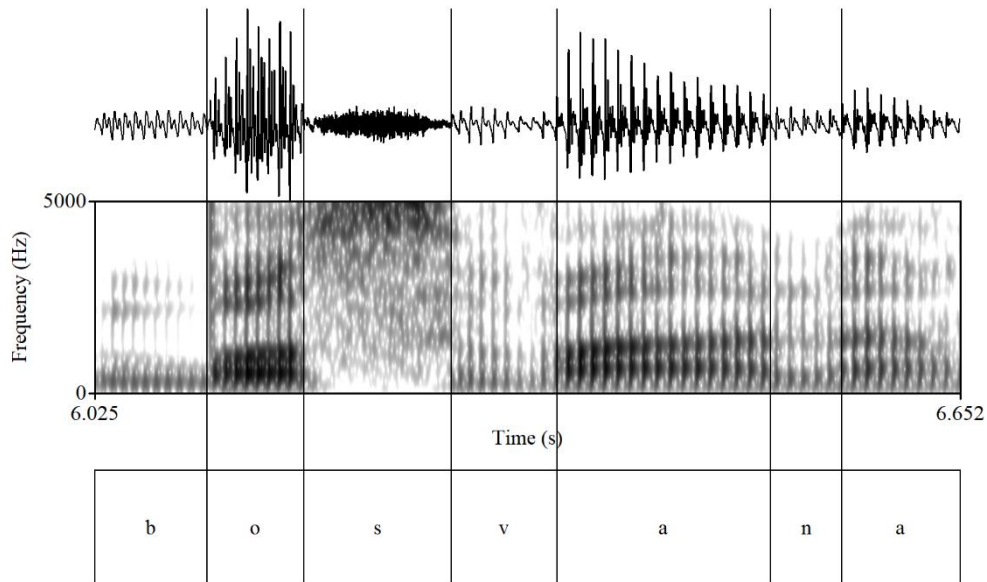 5000
Frequency (Hz)
0
6.025 6.652
Time (s)
b o s v a n a